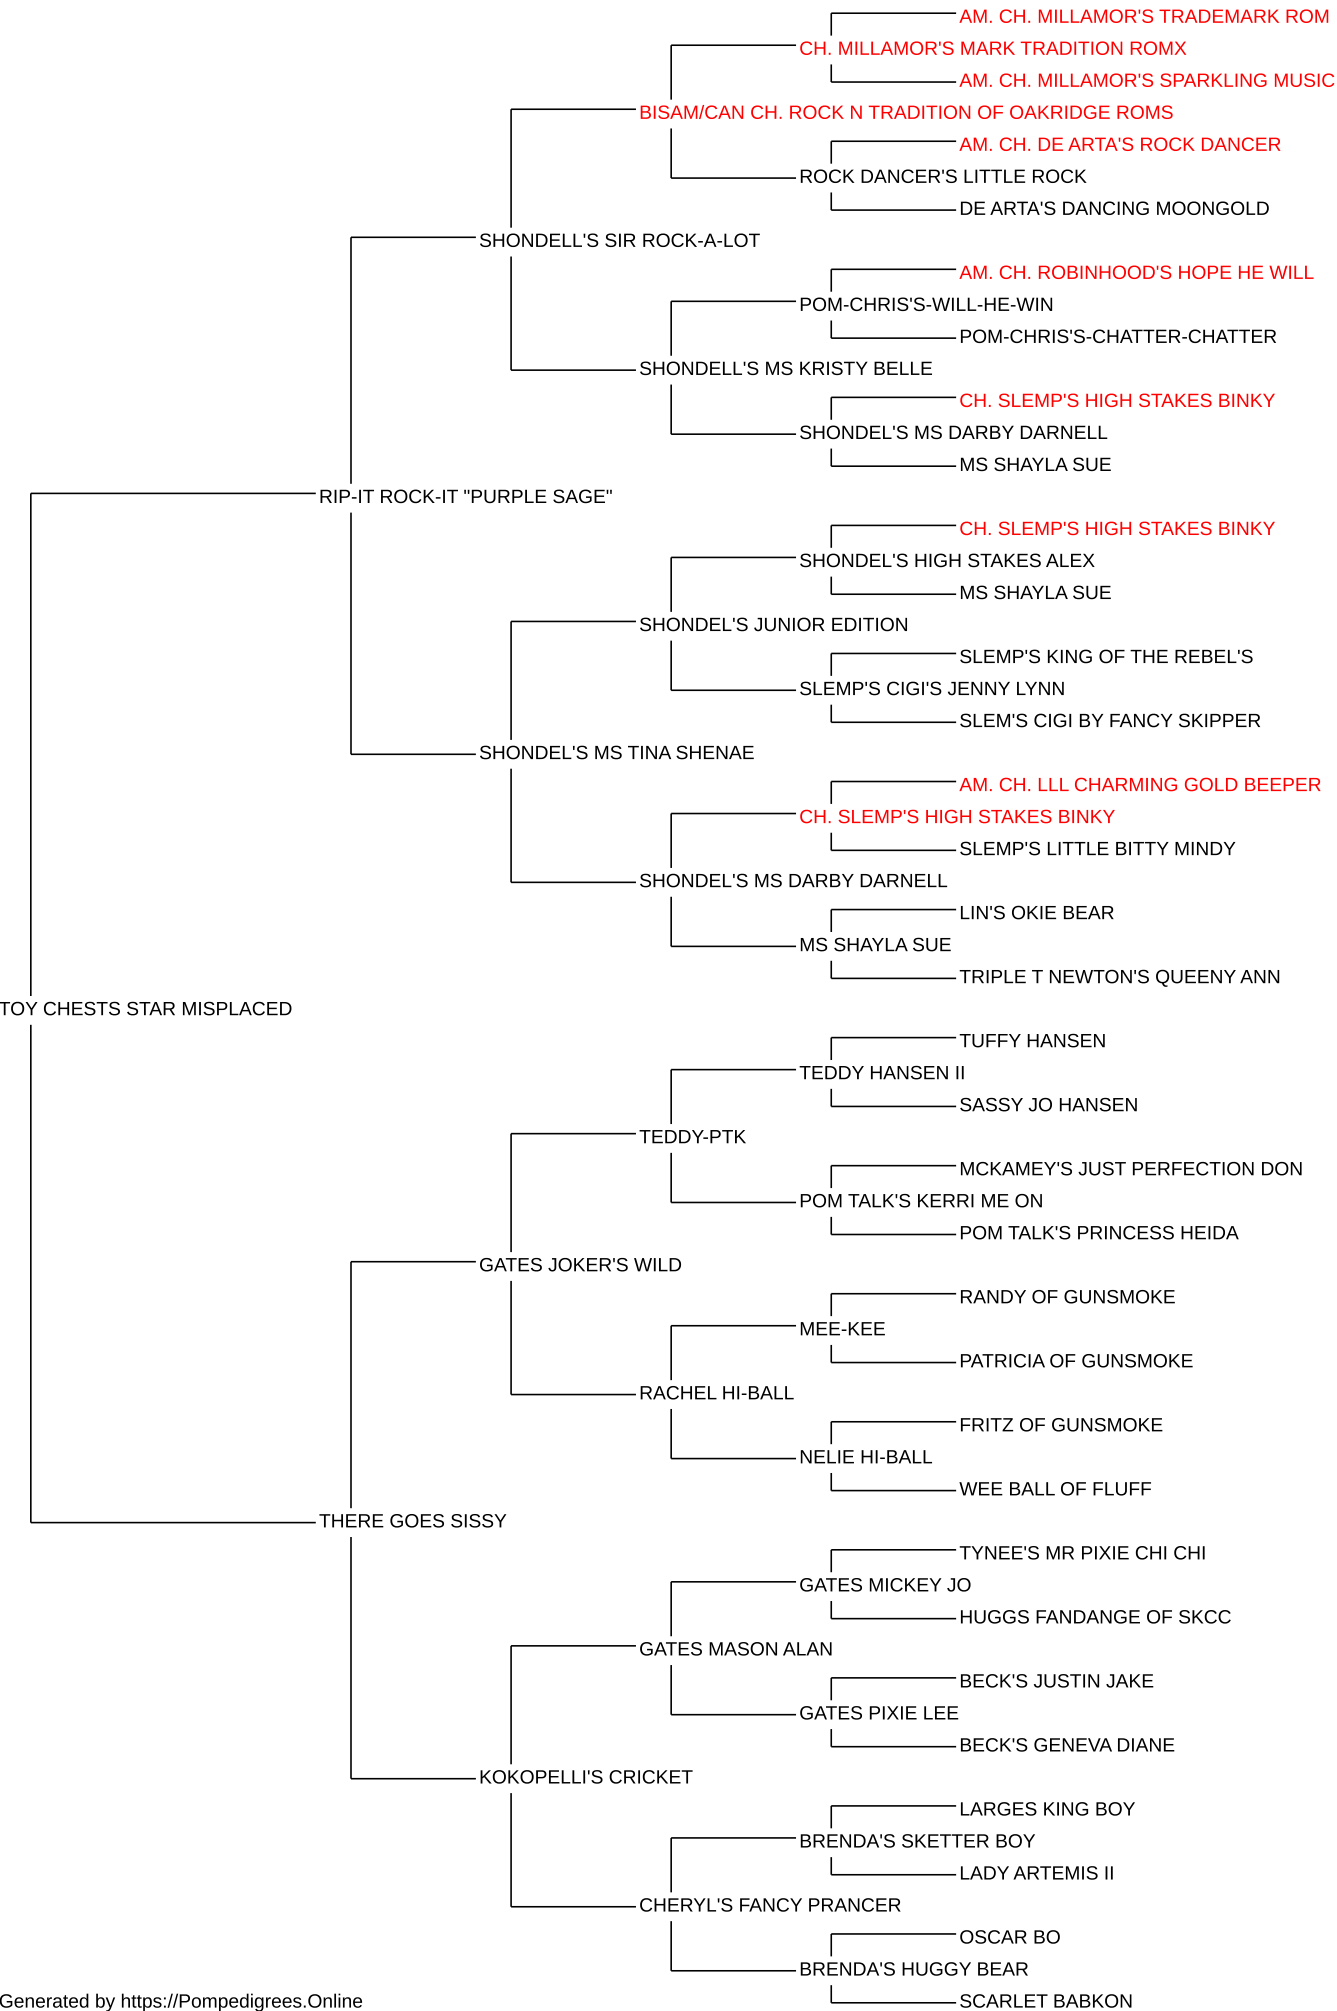 AM. CH. MILLAMOR'S TRADEMARK ROM
CH. MILLAMOR'S MARK TRADITION ROMX
AM. CH. MILLAMOR'S SPARKLING MUSIC
BISAM/CAN CH. ROCK N TRADITION OF OAKRIDGE ROMS
AM. CH. DE ARTA'S ROCK DANCER
ROCK DANCER'S LITTLE ROCK
DE ARTA'S DANCING MOONGOLD
SHONDELL'S SIR ROCK-A-LOT
AM. CH. ROBINHOOD'S HOPE HE WILL
POM-CHRIS'S-WILL-HE-WIN
POM-CHRIS'S-CHATTER-CHATTER
SHONDELL'S MS KRISTY BELLE
CH. SLEMP'S HIGH STAKES BINKY
SHONDEL'S MS DARBY DARNELL
MS SHAYLA SUE
RIP-IT ROCK-IT "PURPLE SAGE"
CH. SLEMP'S HIGH STAKES BINKY
SHONDEL'S HIGH STAKES ALEX
MS SHAYLA SUE
SHONDEL'S JUNIOR EDITION
SLEMP'S KING OF THE REBEL'S
SLEMP'S CIGI'S JENNY LYNN
SLEM'S CIGI BY FANCY SKIPPER
SHONDEL'S MS TINA SHENAE
AM. CH. LLL CHARMING GOLD BEEPER
CH. SLEMP'S HIGH STAKES BINKY
SLEMP'S LITTLE BITTY MINDY
SHONDEL'S MS DARBY DARNELL
LIN'S OKIE BEAR
MS SHAYLA SUE
TRIPLE T NEWTON'S QUEENY ANN
TOY CHESTS STAR MISPLACED
TUFFY HANSEN
TEDDY HANSEN II
SASSY JO HANSEN
TEDDY-PTK
MCKAMEY'S JUST PERFECTION DON
POM TALK'S KERRI ME ON
POM TALK'S PRINCESS HEIDA
GATES JOKER'S WILD
RANDY OF GUNSMOKE
MEE-KEE
PATRICIA OF GUNSMOKE
RACHEL HI-BALL
FRITZ OF GUNSMOKE
NELIE HI-BALL
WEE BALL OF FLUFF
THERE GOES SISSY
TYNEE'S MR PIXIE CHI CHI
GATES MICKEY JO
HUGGS FANDANGE OF SKCC
GATES MASON ALAN
BECK'S JUSTIN JAKE
GATES PIXIE LEE
BECK'S GENEVA DIANE
KOKOPELLI'S CRICKET
LARGES KING BOY
BRENDA'S SKETTER BOY
LADY ARTEMIS II
CHERYL'S FANCY PRANCER
OSCAR BO
BRENDA'S HUGGY BEAR
SCARLET BABKON
Generated by https://Pompedigrees.Online